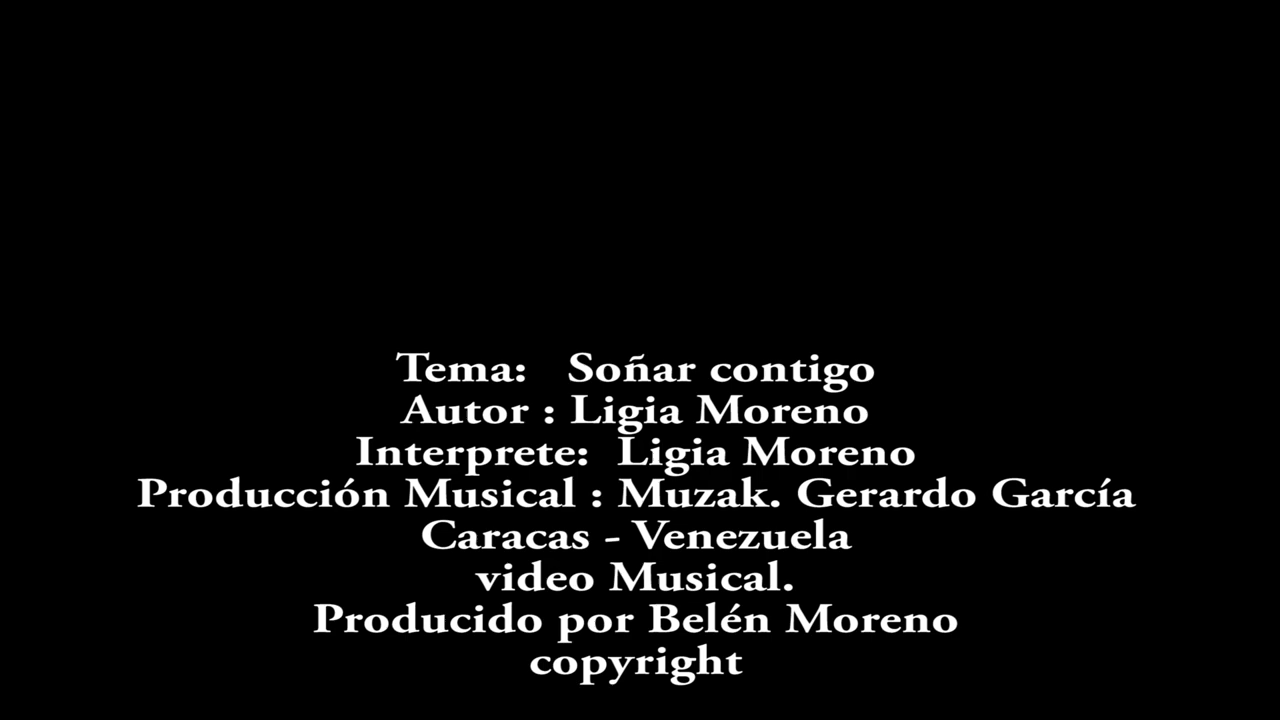 Tema:   Soñar contigo
Autor : Ligia Moreno
Interprete:  Ligia Moreno
Producción Musical : Muzak. Gerardo García
Caracas - Venezuela
video Musical.
Producido por Belén Moreno
copyright